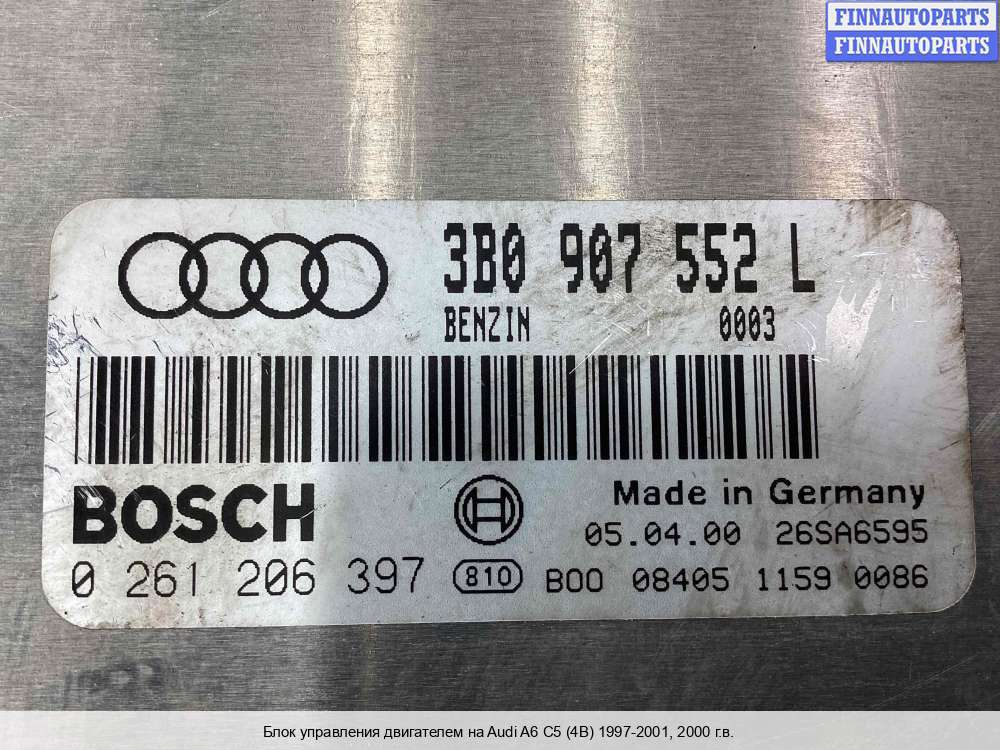 FINNAUTOPARTS
FINNAUTOPARTS
3B0 907 552 L
BENZIN 0003
BOSCH
Made in Germany
05.04.00 26SA6595
0 261 206 397 810 B00 08405 1159 0086
Блок управления двигателем на Audi A6 C5 (4B) 1997-2001, 2000 г.в.